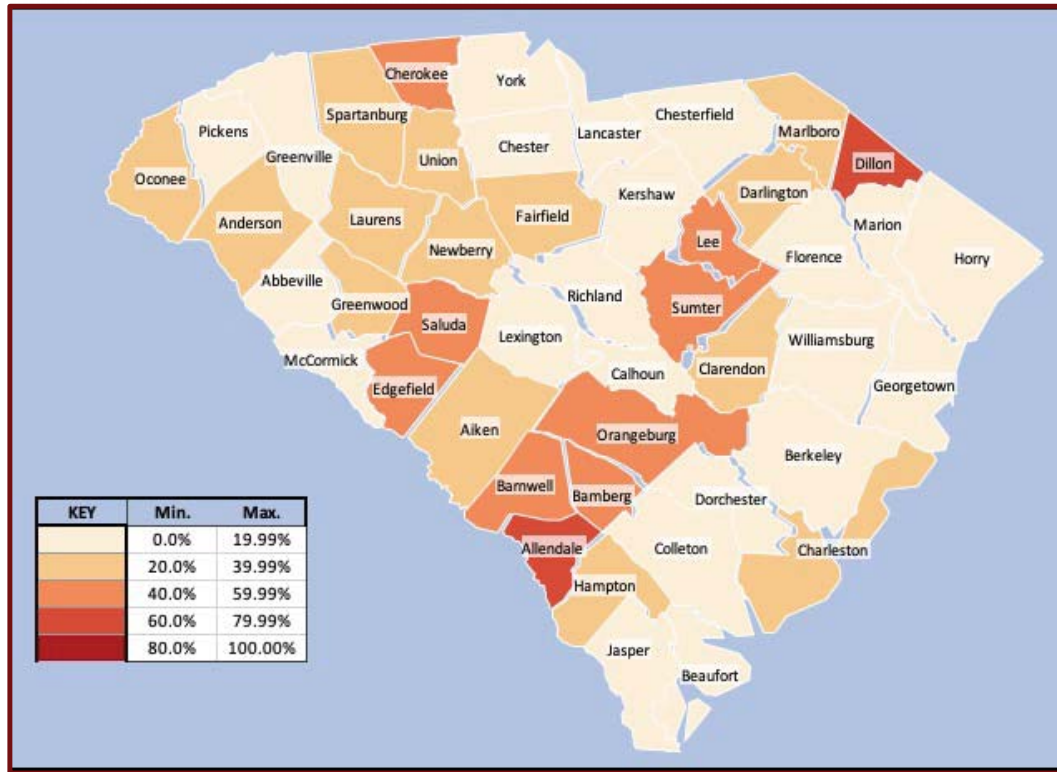 Cherokee
York
Spartanburg
Pickens
Chesterfield
Lancaster
Marlboro
Greenville
Chester
Union
Dillon
Oconee
Kershaw
Darlington
Anderson
Laurens
Fairfield
Marion
Newberry
Lee
Florence
Horry
Abbeville
Richland
Greenwood
Sumter
Saluda
Lexington
Williamsburg
McCormick
Clarendon
Calhoun
Edgefield
Georgetown
Aiken
Orangeburg
Berkeley
Barnwell
Bamberg
Dorchester
Allendale
Colleton
Charleston
Hampton
Jasper
Beaufort
KEY Min. Max.
0.0% 19.99%
20.0% 39.99%
40.0% 59.99%
60.0% 79.99%
80.0% 100.00%